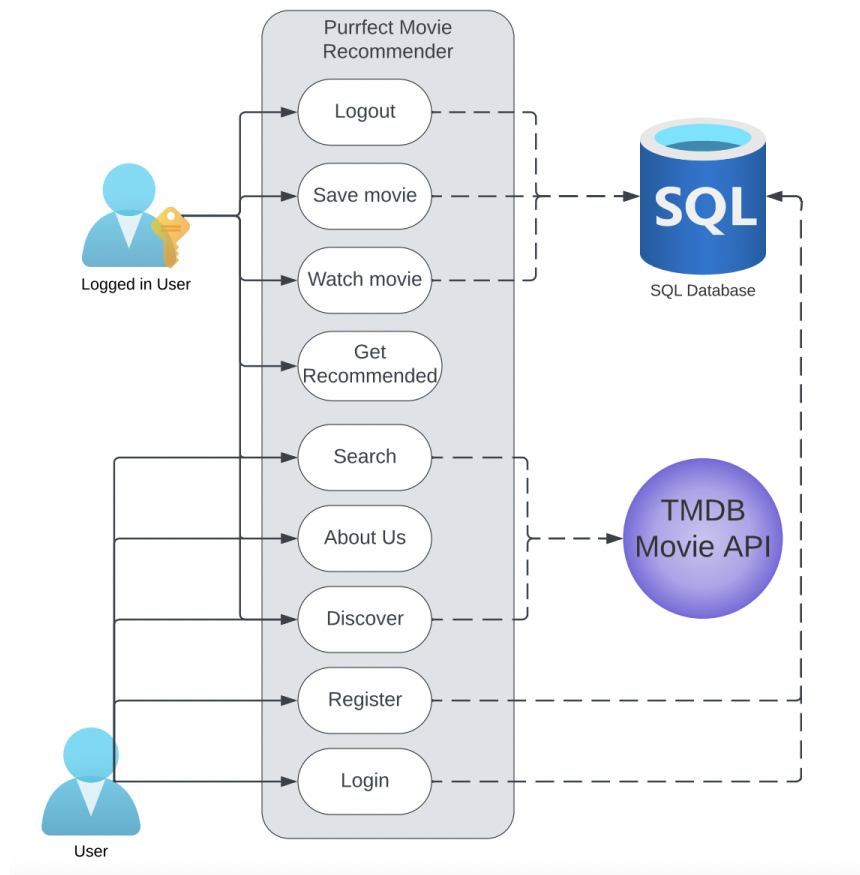 Purrfect Movie
Recommender
Logout
Save movie
Watch movie
Get
Recommended
Search
About Us
Discover
Register
Login
Logged in User
User
SQL
SQL Database
TMDB
Movie API